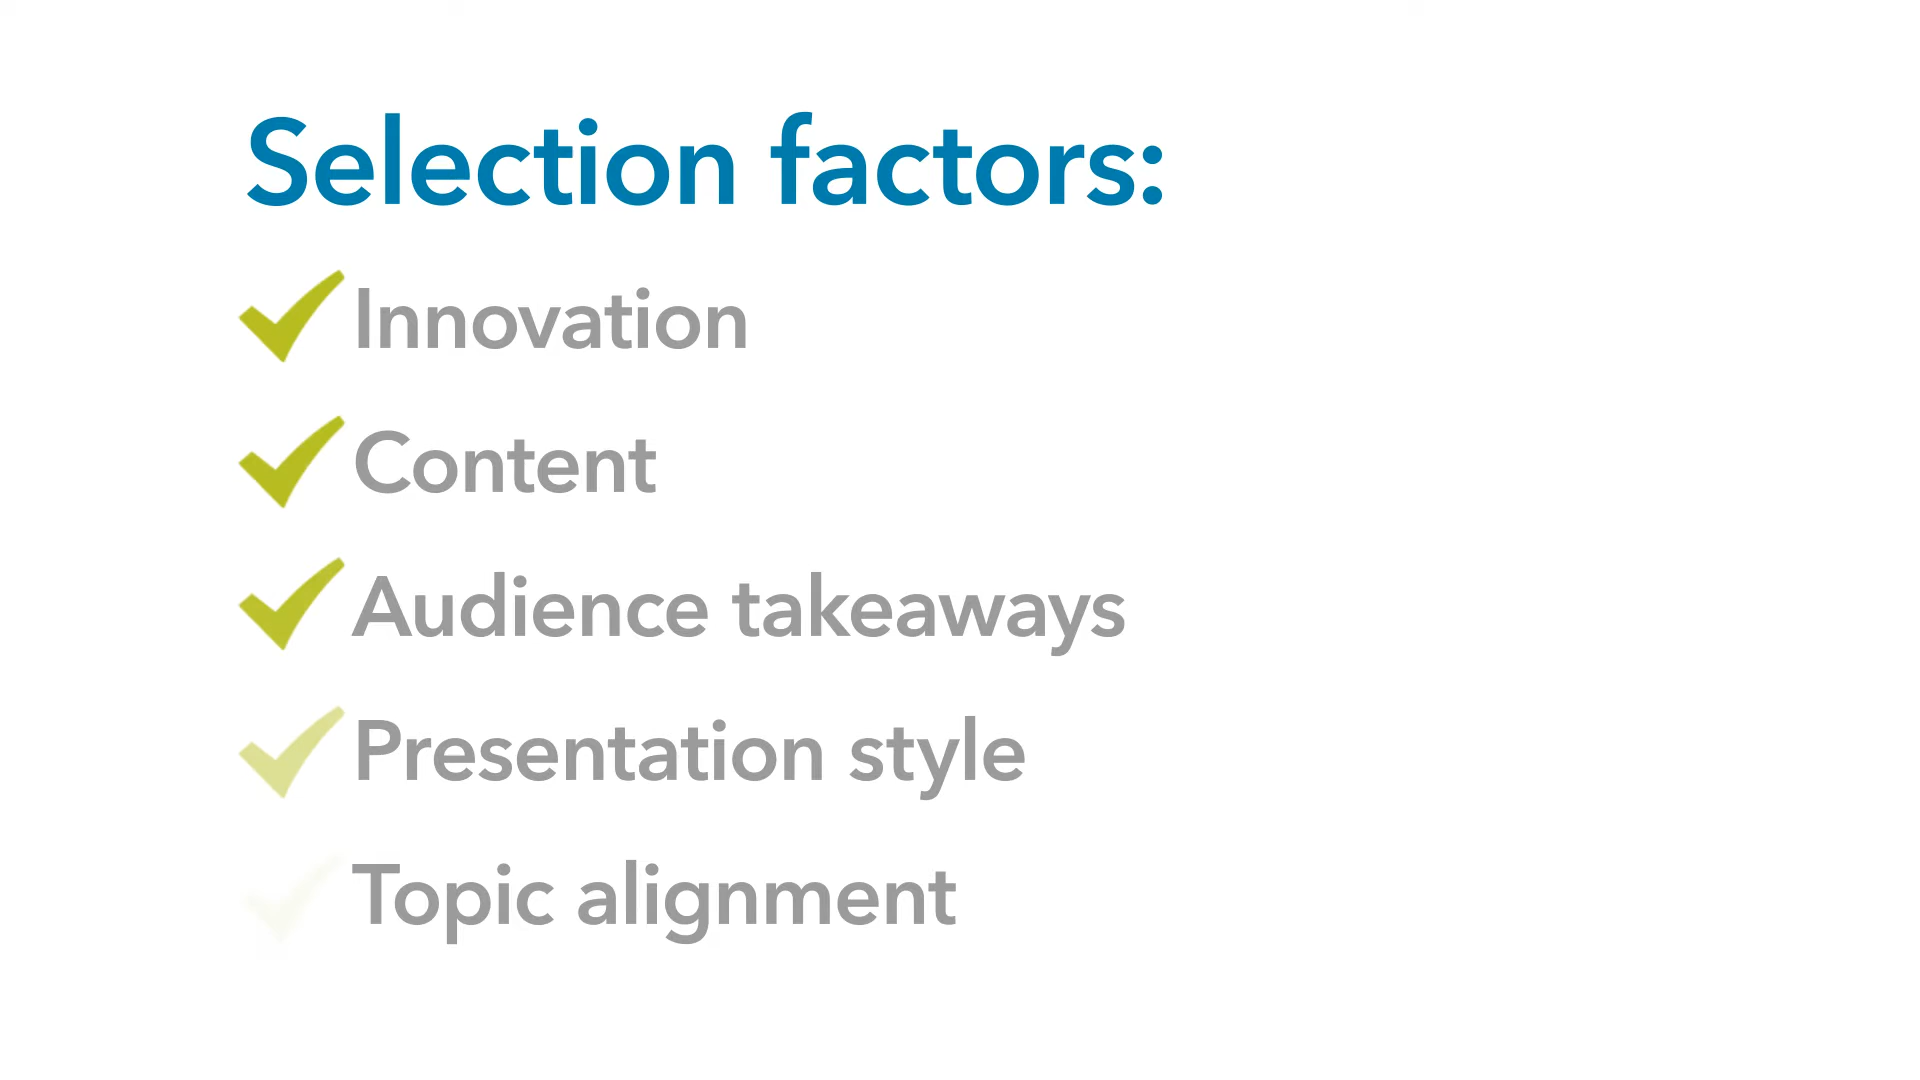 Selection factors:
Innovation
Content
Audience takeaways
Presentation style
Topic alignment